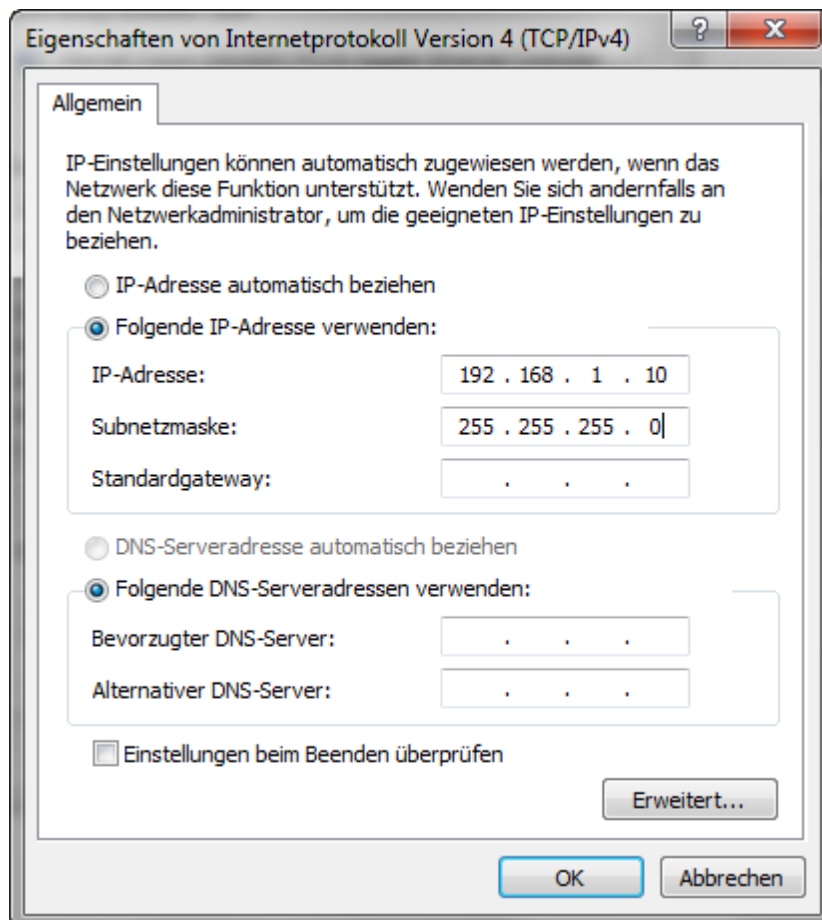 Eigenschaften von Internetprotokoll Version 4 (TCP/IPv4)
?
Allgemein
IP-Einstellungen können automatisch zugewiesen werden, wenn das
Netzwerk diese Funktion unterstützt. Wenden Sie sich andernfalls an
den Netzwerkadministrator, um die geeigneten IP-Einstellungen zu
beziehen.
IP-Adresse automatisch beziehen
Folgende IP-Adresse verwenden:
IP-Adresse: 192 . 168 . 1 . 10
Subnetzmaske: 255 . 255 . 255 . 0
Standardgateway: . . .
DNS-Serveradresse automatisch beziehen
Folgende DNS-Serveradressen verwenden:
Bevorzugter DNS-Server: . . .
Alternativer DNS-Server: . . .
Einstellungen beim Beenden überprüfen
Erweitert...
OK Abbrechen